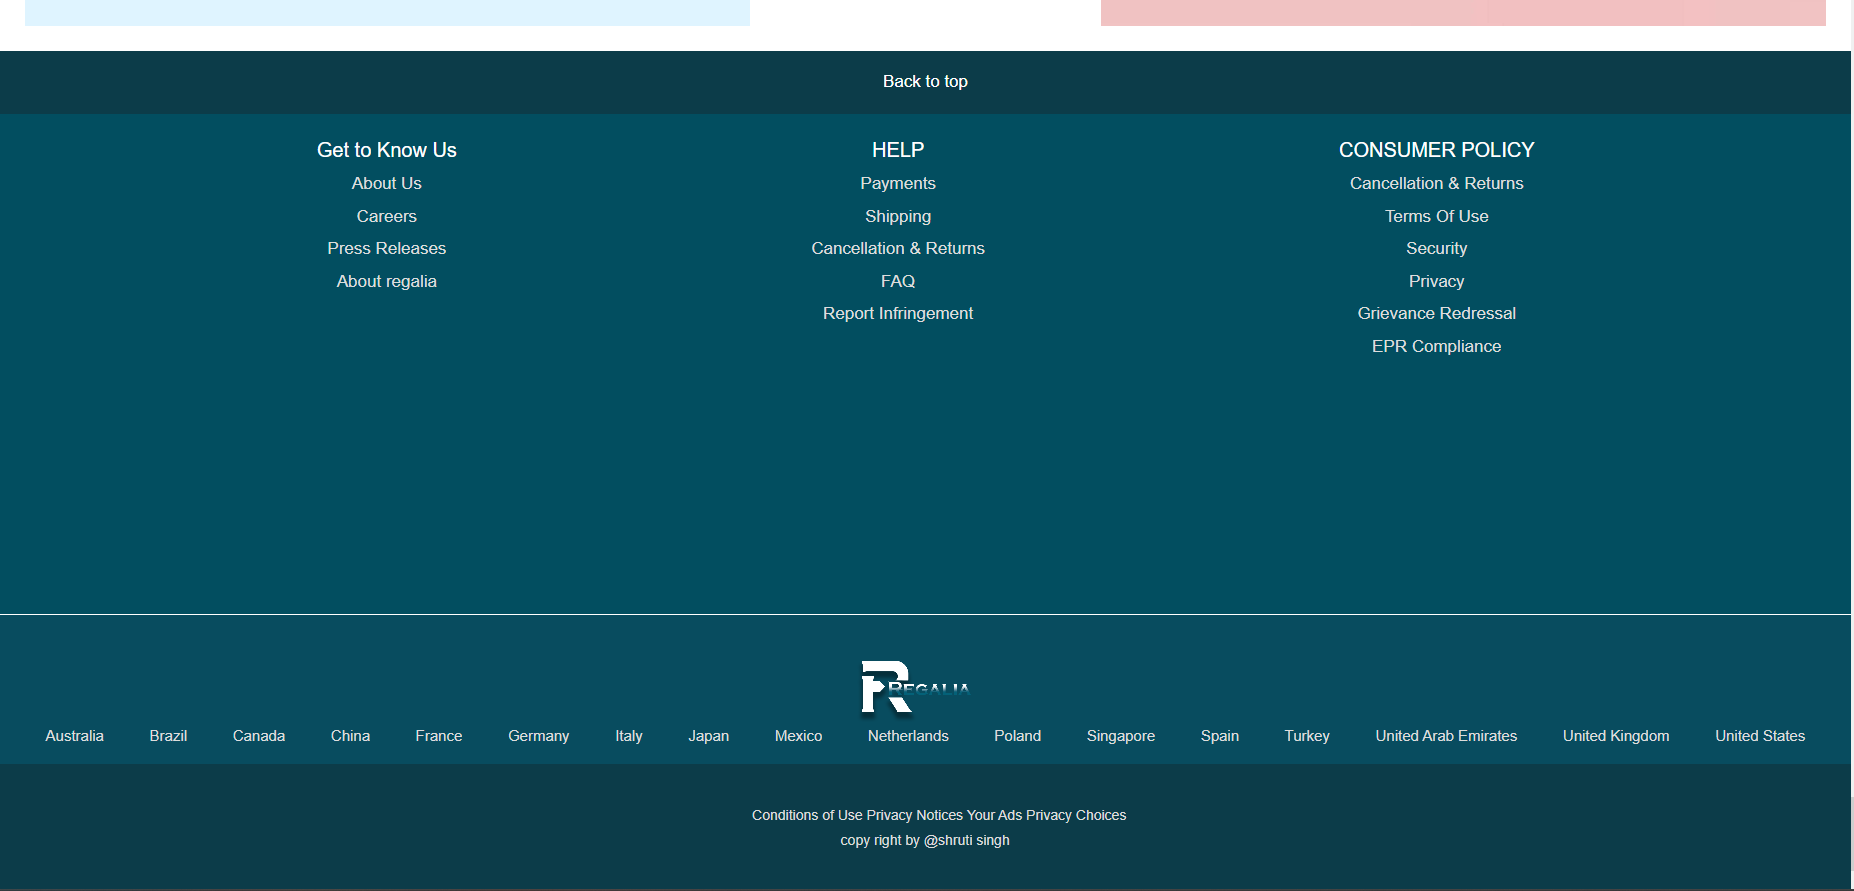 Back to top
Get to Know Us
About Us
Careers
Press Releases
About regalia
HELP
Payments
Shipping
Cancellation & Returns
FAQ
Report Infringement
CONSUMER POLICY
Cancellation & Returns
Terms Of Use
Security
Privacy
Grievance Redressal
EPR Compliance
R REGALIA
Australia Brazil Canada China France Germany Italy Japan Mexico Netherlands Poland Singapore Spain Turkey United Arab Emirates United Kingdom United States
Conditions of Use Privacy Notices Your Ads Privacy Choices
copy right by @shruti singh